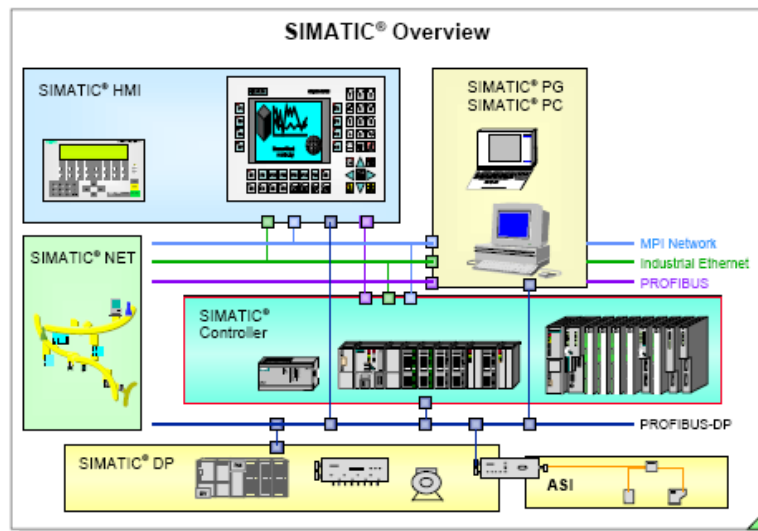 SIMATIC® Overview
SIMATIC® HMI
SIMATIC® PG
SIMATIC® PC
SIMATIC® NET
MPI Network
Industrial Ethernet
PROFIBUS
SIMATIC®
Controller
PROFIBUS-DP
SIMATIC® DP
ASI